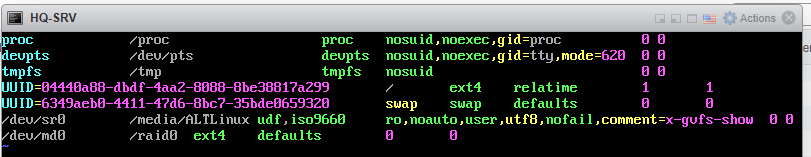 HQ-SRV
Actions
proc /proc proc nosuid,noexec,gid=proc 0 0
devpts /dev/pts devpts nosuid,noexec,gid=tty,mode=620 0 0
tmpfs /tmp tmpfs nosuid 0 0
UUID=04440a88-dbdf-4aa2-8088-8be38817a299 / ext4 relatime 1 1
UUID=6349aeb0-4411-47d6-8bc7-35bde0659320 swap swap defaults 0 0
/dev/sr0 /media/ALTLinux udf,iso9660 ro,noauto,user,utf8,nofail,comment=x-gvfs-show 0 0
/dev/md0 /raid0 ext4 defaults 0 0
~